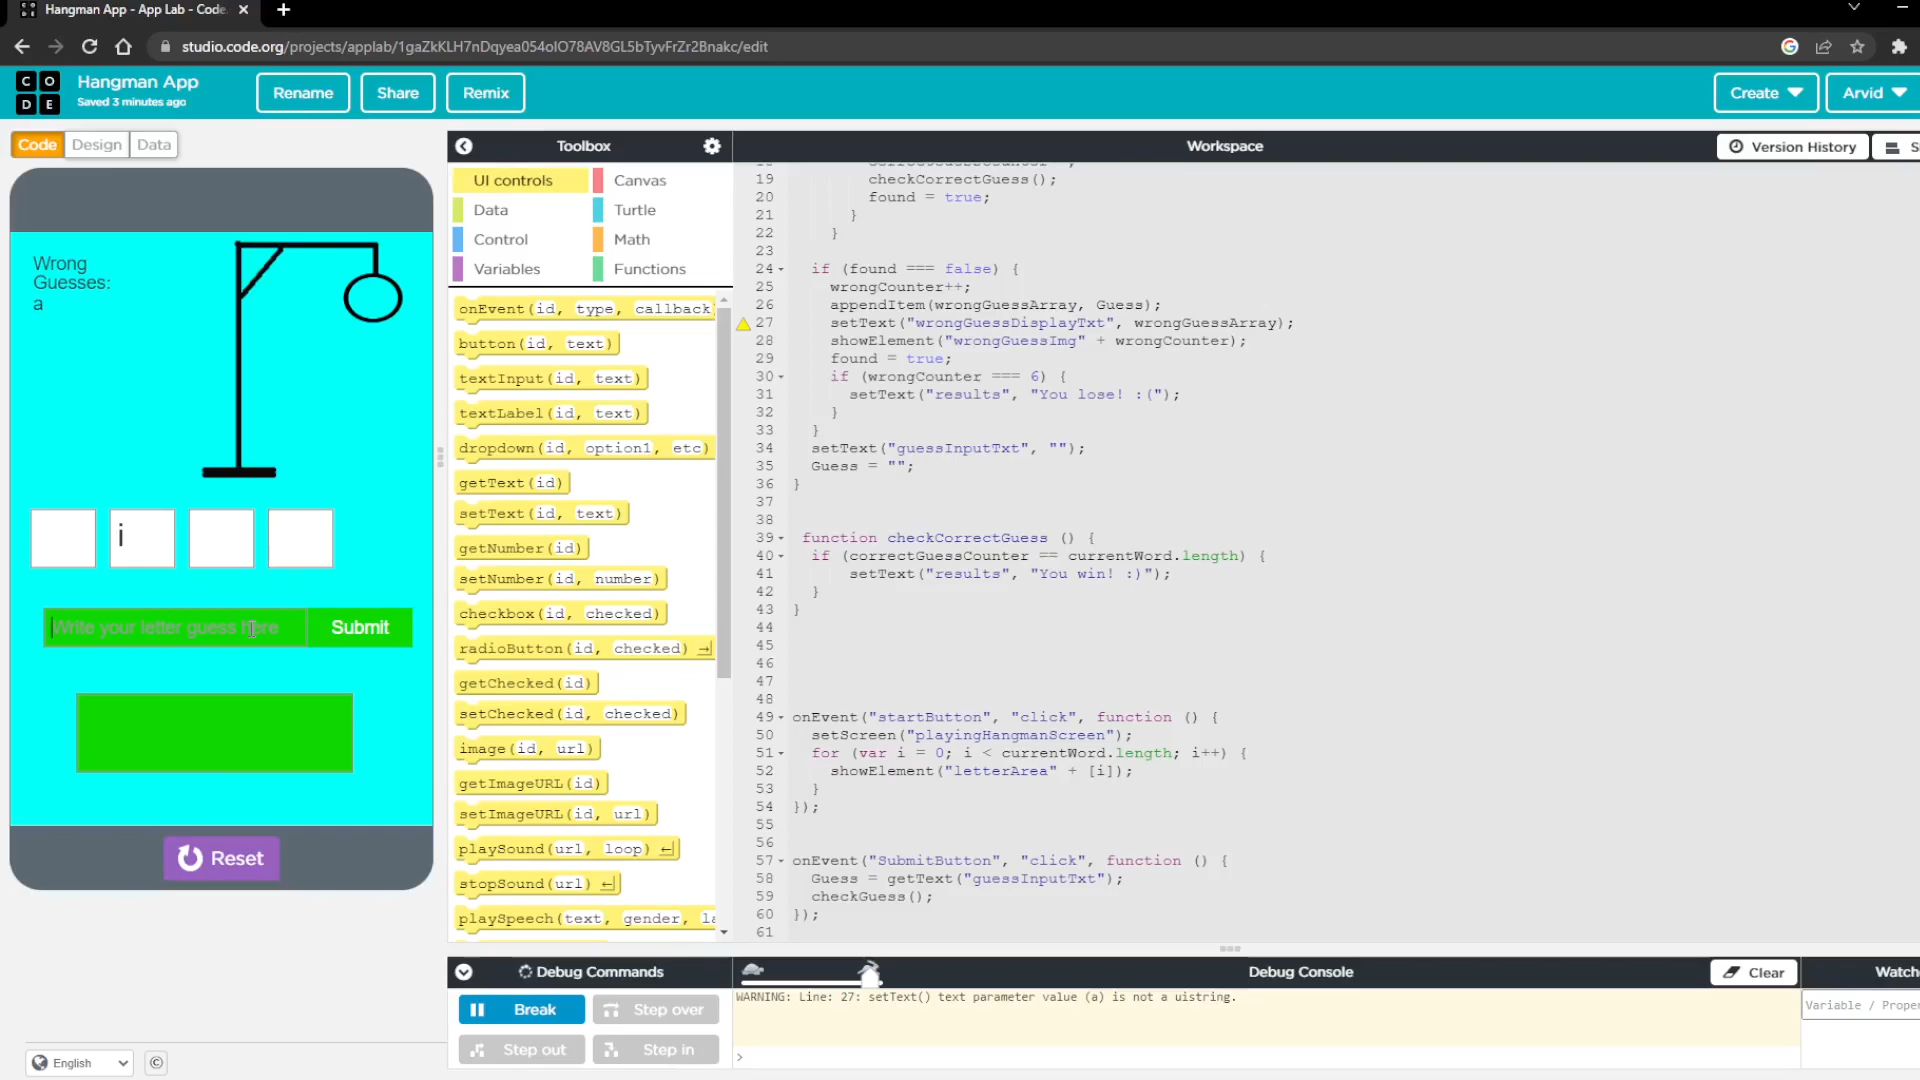 Hangman App - App Lab - Code.
studio.code.org/projects/applab/1gaZkKLH7nDqyea054oIO78AV8GL5bTyvFrZr2Bnakc/edit
CODE
Hangman App
Saved 3 minutes ago
Rename
Share
Remix
Create
Arvid
Code
Design
Data
Toolbox
Workspace
Version History
UI controls
Canvas
Data
Turtle
Control
Math
Variables
Functions
Wrong
Guesses:
a
i
Write your letter guess here
Submit
Reset
onEvent(id, type, callback)
button(id, text)
textInput(id, text)
textLabel(id, text)
dropdown(id, option1, etc)
getText(id)
setText(id, text)
getNumber(id)
setNumber(id, number)
checkbox(id, checked)
radioButton(id, checked)
getChecked(id)
setChecked(id, checked)
image(id, url)
getImageURL(id)
setImageURL(id, url)
playSound(url, loop)
stopSound(url)
playSpeech(text, gender, la
19 checkCorrectGuess();
20 found = true;
21 }
22 }
23
24 if (found === false) {
25 wrongCounter++;
26 appendItem(wrongGuessArray, Guess);
27 setText("wrongGuessDisplayTxt", wrongGuessArray);
28 showElement("wrongGuessImg" + wrongCounter);
29 found = true;
30 if (wrongCounter === 6) {
31 setText("results", "You lose! :(");
32 }
33 }
34 setText("guessInputTxt", "");
35 Guess = "";
36 }
37
38
39 function checkCorrectGuess () {
40 if (correctGuessCounter == currentWord.length) {
41 setText("results", "You win! :)");
42 }
43 }
44
45
46
47
48
49 onEvent("startButton", "click", function () {
50 setScreen("playingHangmanScreen");
51 for (var i = 0; i < currentWord.length; i++) {
52 showElement("letterArea" + [i]);
53 }
54 });
55
56
57 onEvent("SubmitButton", "click", function () {
58 Guess = getText("guessInputTxt");
59 checkGuess();
60 });
61
Debug Commands
Debug Console
Clear
Watch
Break
Step over
Step out
Step in
WARNING: Line: 27: setText() text parameter value (a) is not a uistring.
>
Variable / Prope
English
©